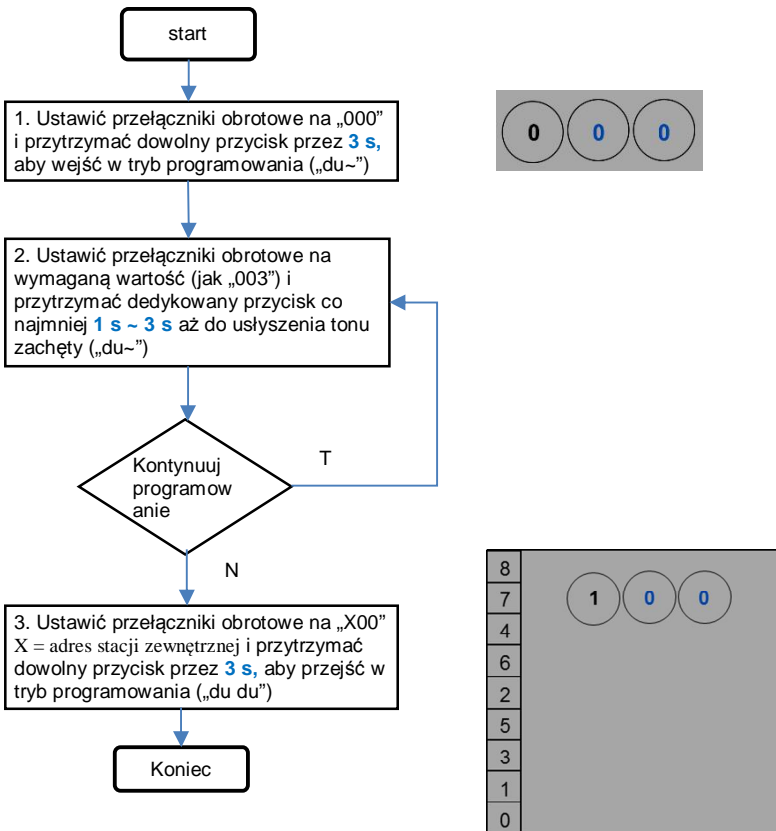 start
1. Ustawić przełączniki obrotowe na „000”
i przytrzymać dowolny przycisk przez 3 s,
aby wejść w tryb programowania („du~”)
0 0 0
2. Ustawić przełączniki obrotowe na
wymaganą wartość (jak „003”) i
przytrzymać dedykowany przycisk co
najmniej 1 s ~ 3 s aż do usłyszenia tonu
zachęty („du~”)
Kontynuuj
programow
anie
T
N
3. Ustawić przełączniki obrotowe na „X00”
X = adres stacji zewnętrznej i przytrzymać
dowolny przycisk przez 3 s, aby przejść w
tryb programowania („du du”)
Koniec
8
7
4
6
2
5
3
1
0
1 0 0